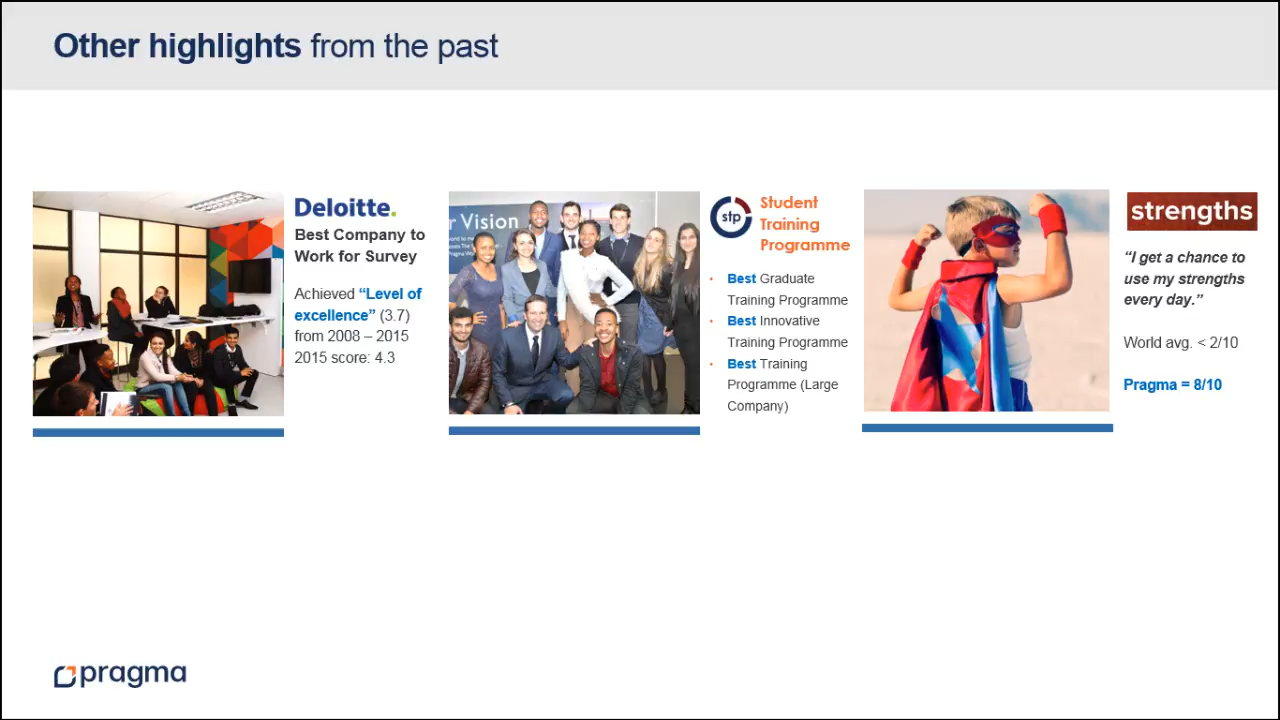 Other highlights from the past
Deloitte.
Best Company to
Work for Survey
Achieved “Level of
excellence” (3.7)
from 2008 – 2015
2015 score: 4.3
r Vision
stp
Student
Training
Programme
• Best Graduate
Training Programme
• Best Innovative
Training Programme
• Best Training
Programme (Large
Company)
strengths
“I get a chance to
use my strengths
every day.”
World avg. < 2/10
Pragma = 8/10
pragma